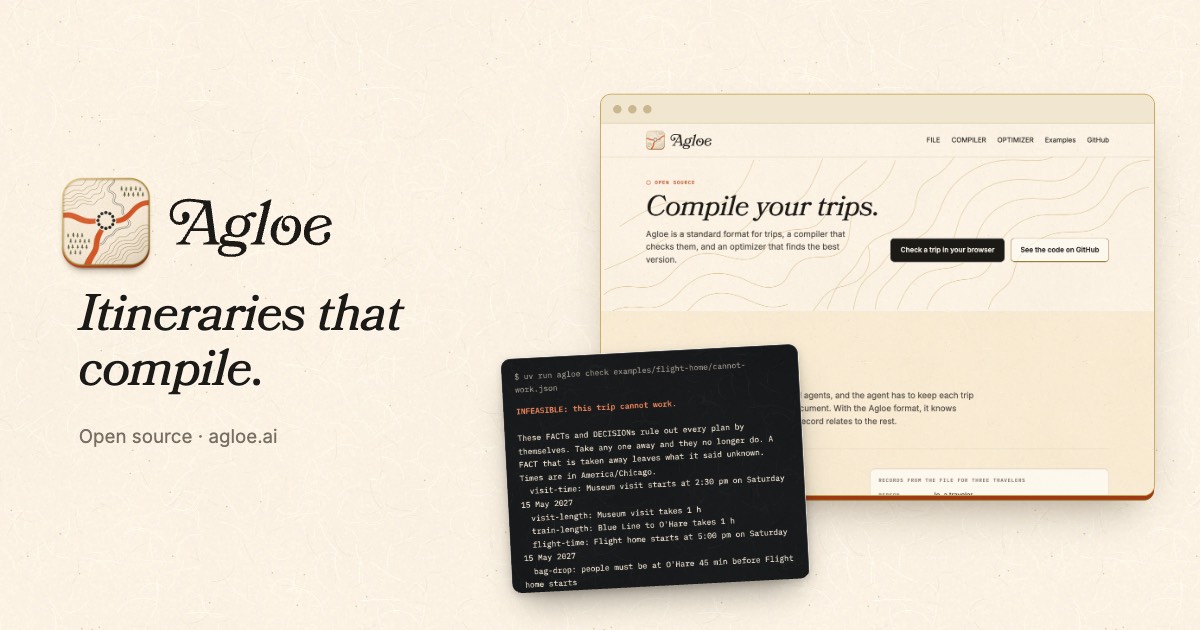 Agloe
Itineraries that
compile.
Open source · agloe.ai
Agloe
FILE COMPILER OPTIMIZER Examples GitHub
OPEN SOURCE
Compile your trips.
Agloe is a standard format for trips, a compiler that
checks them, and an optimizer that finds the best
version.
Check a trip in your browser
See the code on GitHub
agents, and the agent has to keep each trip
With the Agloe format, it knows
relates to the rest.
RECORDS FROM THE FILE FOR THREE TRAVELERS
$ uv run agloe check examples/flight-home/cannot-
work.json
INFEASIBLE: this trip cannot work.
These FACTs and DECISIONs rule out every plan by
themselves. Take any one away and they no longer do. A
FACT that is taken away leaves what it said unknown.
Times are in America/Chicago.
visit-time: Museum visit starts at 2:30 pm on Saturday
15 May 2027
visit-length: Museum visit takes 1 h
train-length: Blue Line to O'Hare takes 1 h
flight-time: Flight home starts at 5:00 pm on Saturday
15 May 2027
bag-drop: people must be at O'Hare 45 min before Flight
home starts